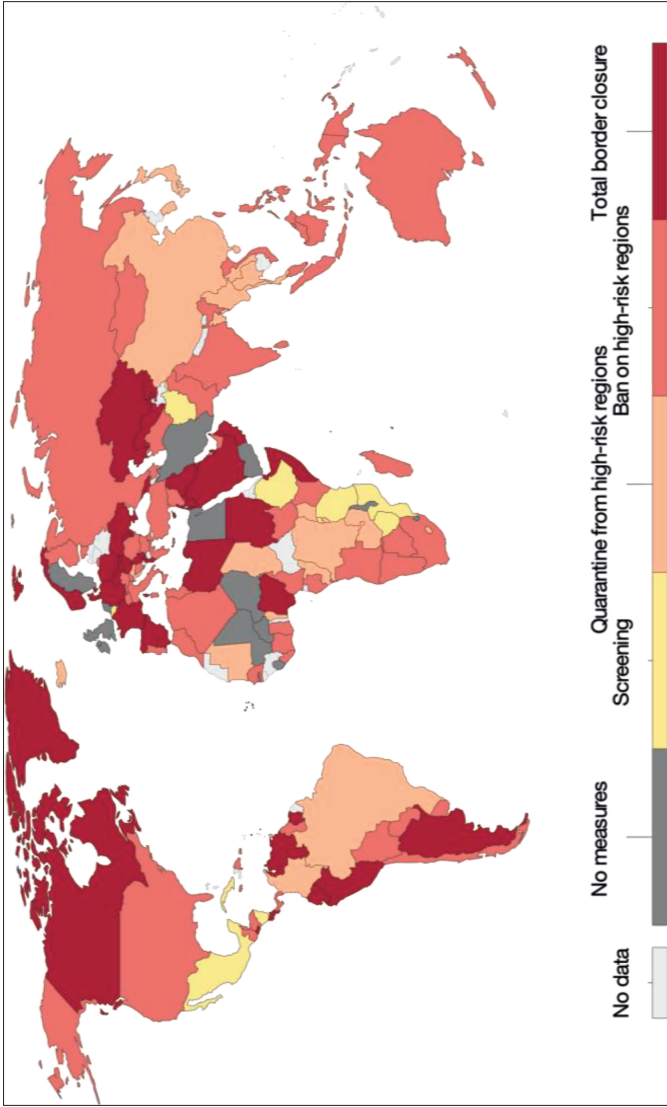 No data
No measures
Screening
Quarantine from high-risk regions
Ban on high-risk regions
Total border closure